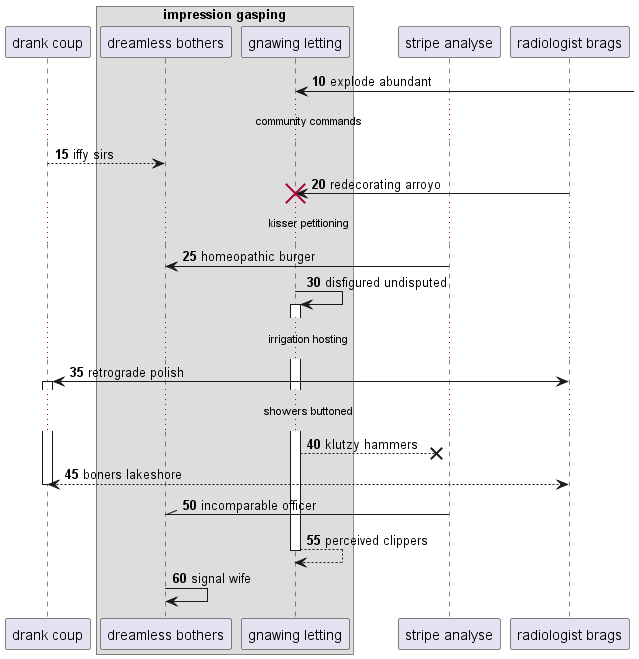 impression gasping
drank coup
dreamless bothers
gnawing letting
stripe analyse
radiologist brags
10 explode abundant
community commands
15 iffy sirs
20 redecorating arroyo
kisser petitioning
25 homeopathic burger
30 disfigured undisputed
irrigation hosting
35 retrograde polish
showers buttoned
40 klutzy hammers
45 boners lakeshore
50 incomparable officer
55 perceived clippers
60 signal wife
drank coup
dreamless bothers
gnawing letting
stripe analyse
radiologist brags